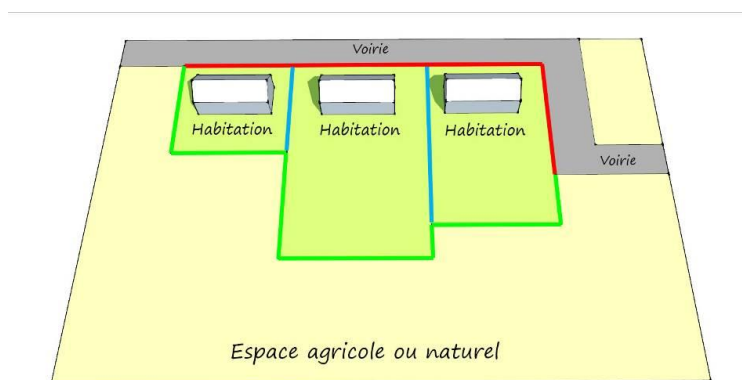 Voirie
Habitation
Habitation
Habitation
Voirie
Espace agricole ou naturel